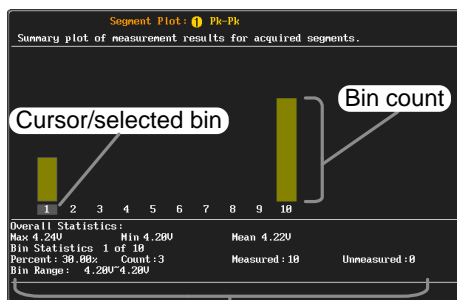 Segment Plot: 1 Pk-Pk
Summary plot of measurement results for acquired segments.
Bin count
Cursor/selected bin
1 2 3 4 5 6 7 8 9 10
Overall Statistics:
Max 4.24V Min 4.20V Mean 4.22V
Bin Statistics 1 of 10
Percent: 30.00% Count:3 Measured:10 Unmeasured:0
Bin Range: 4.20V~4.20V